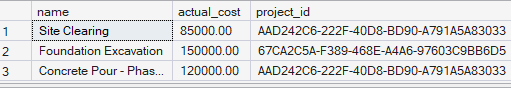 name actual_cost project_id
1 Site Clearing 85000.00 AAD242C6-222F-40D8-BD90-A791A5A83033
2 Foundation Excavation 150000.00 67CA2C5A-F389-468E-A4A6-97603C9BB6D5
3 Concrete Pour - Phas... 120000.00 AAD242C6-222F-40D8-BD90-A791A5A83033